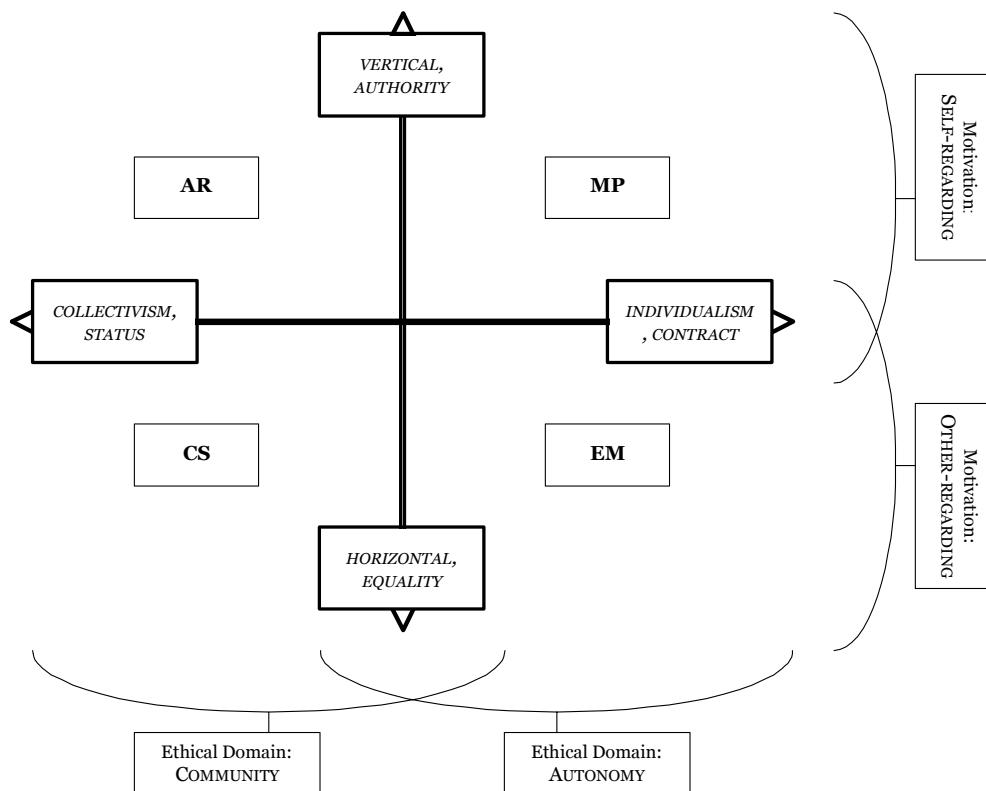 VERTICAL,
AUTHORITY
Motivation:
SELF-REGARDING
AR
MP
COLLECTIVISM,
STATUS
INDIVIDUALISM
, CONTRACT
Motivation:
OTHER-REGARDING
CS
EM
HORIZONTAL,
EQUALITY
Ethical Domain:
COMMUNITY
Ethical Domain:
AUTONOMY